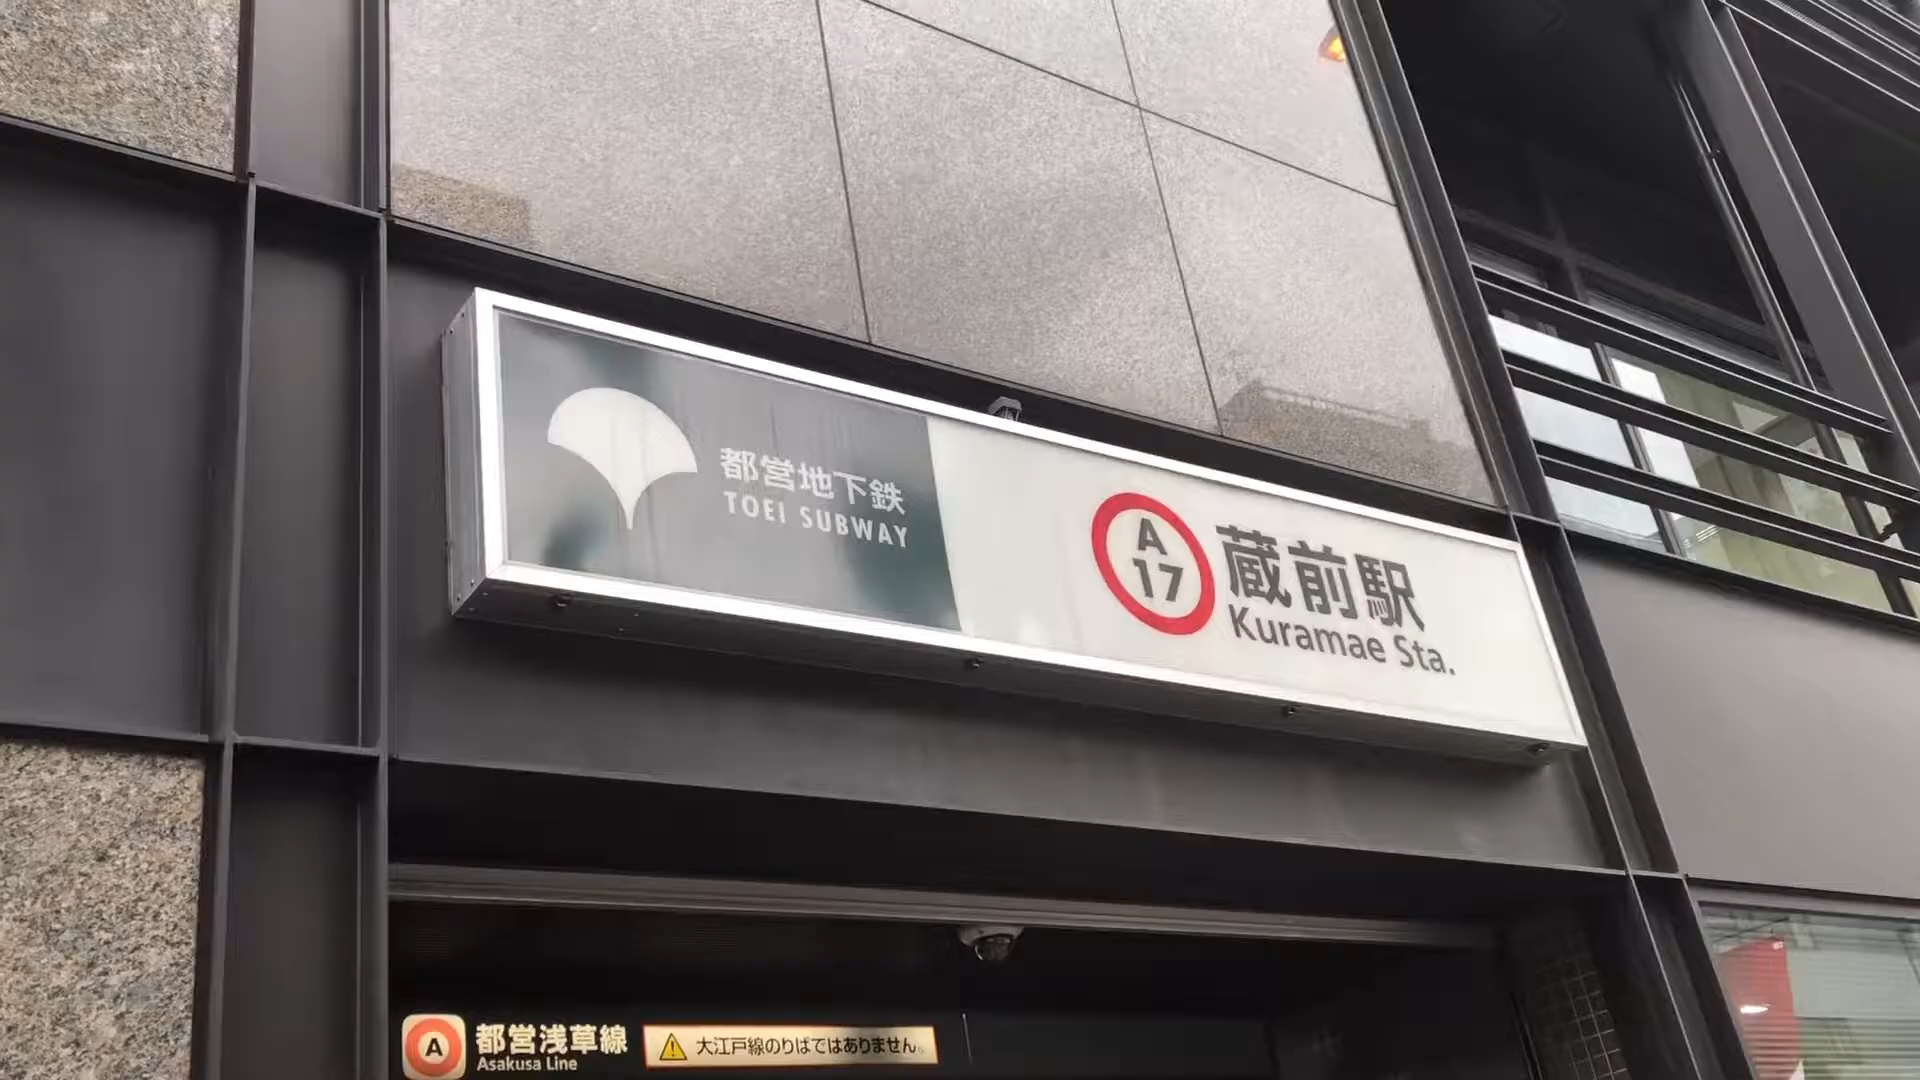 都営地下鉄
TOEI SUBWAY
A
17
蔵前駅
Kuramae Sta.
A
都営浅草線
Asakusa Line
大江戸線のりばではありません。